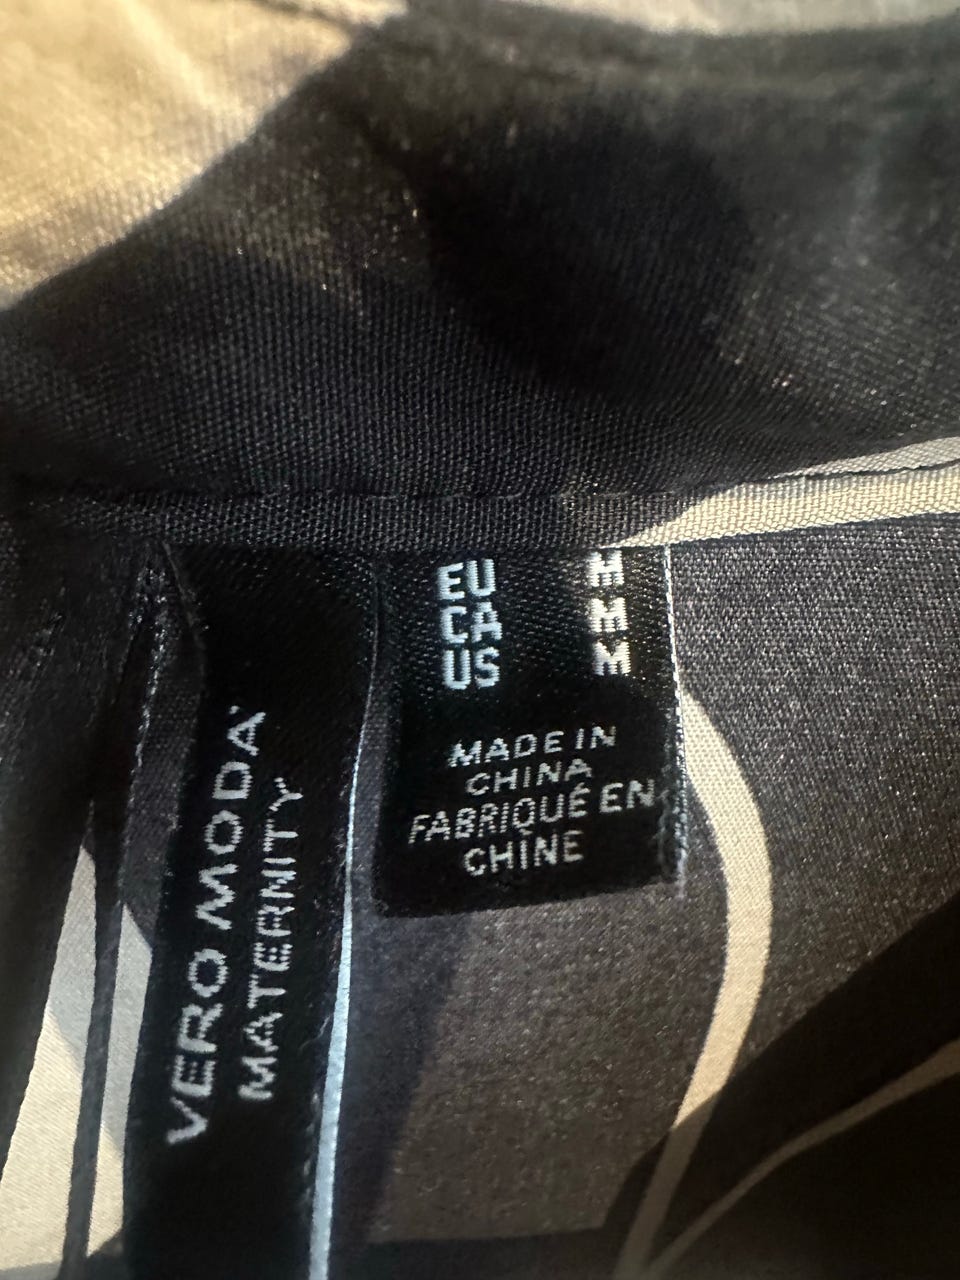 VERO MODA
MATERNITY
EU M
CA M
US M
MADE IN
CHINA
FABRIQUÉ EN
CHINE